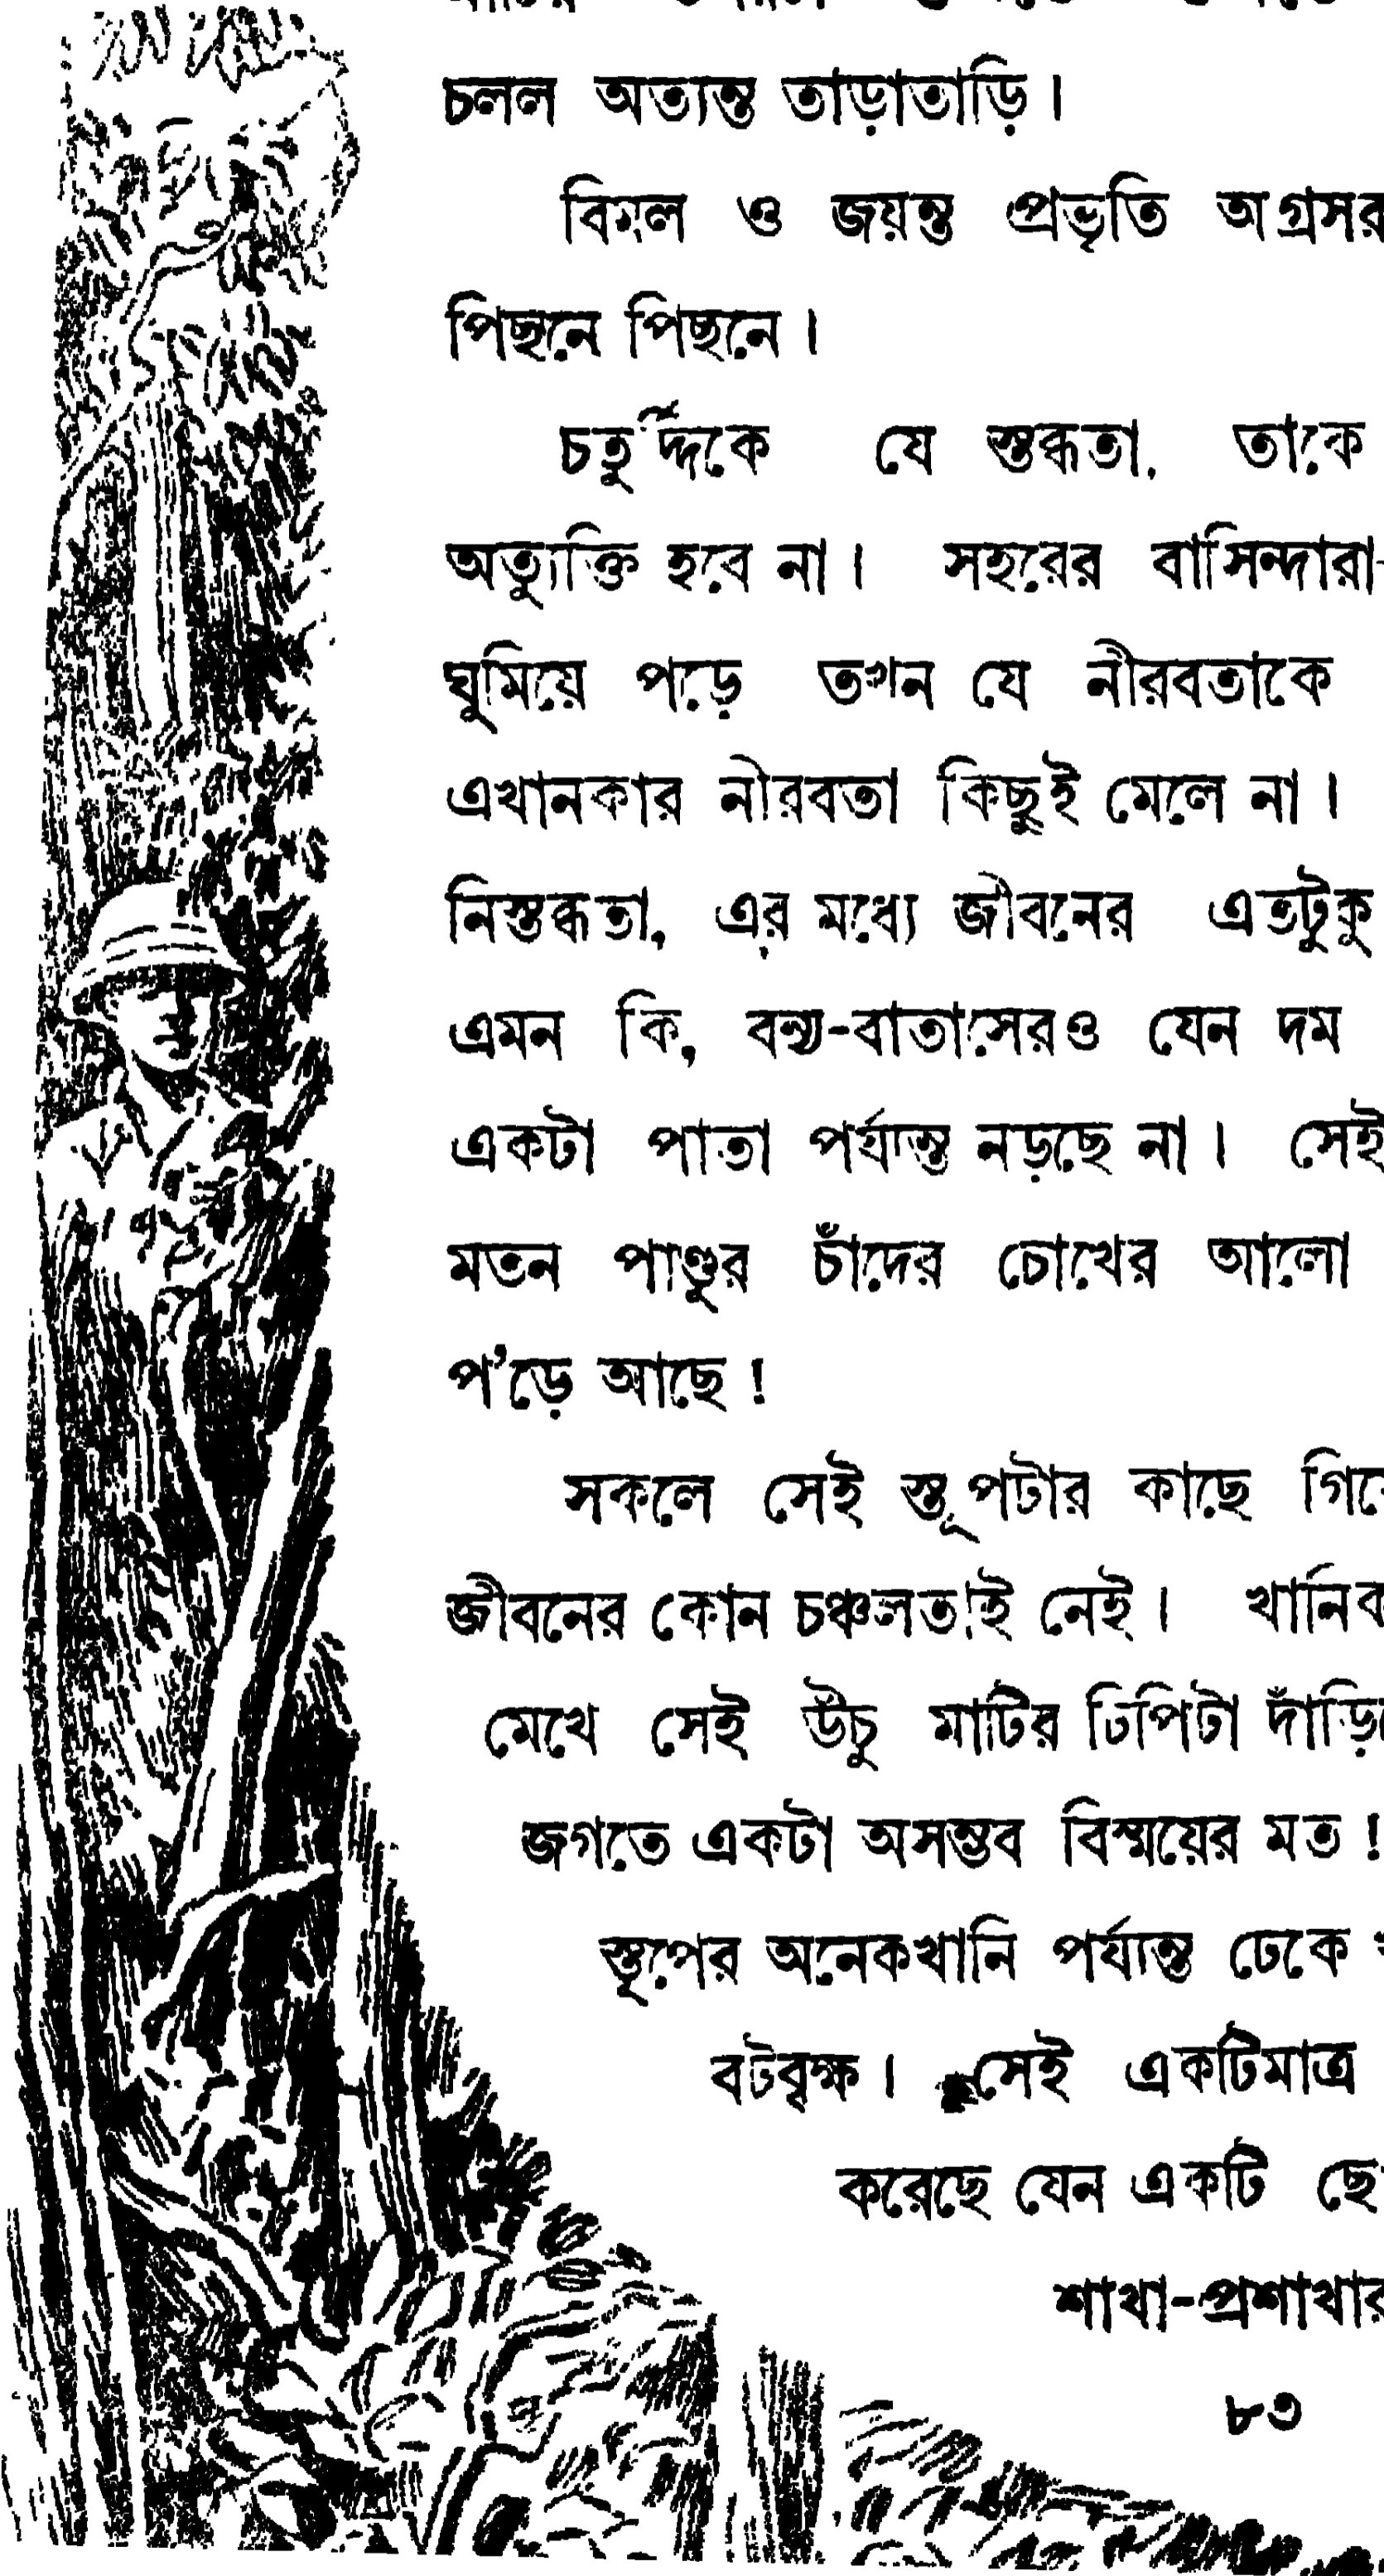 চলল অত্যন্ত তাড়াতাড়ি।
বিমল ও জয়ন্ত প্রভৃতি অগ্রসর
পিছনে পিছনে।
চতুর্দ্দিকে যে স্তব্ধতা, তাকে
অত্যুক্তি হবে না। সহরের বাসিন্দারা-
ঘুমিয়ে পড়ে তখন যে নীরবতাকে
এখানকার নীরবতা কিছুই মেলে না।
নিস্তব্ধতা, এর মধ্যে জীবনের এতটুকু
এমন কি, বন্য-বাতাসেরও যেন দম
একটা পাতা পর্য্যন্ত নড়ছে না। সেই
মতন পাণ্ডুর চাঁদের চোখের আলো
প'ড়ে আছে!
সকলে সেই স্তূপটার কাছে
জীবনের কোন চঞ্চলতাই নেই।
মেখে সেই উঁচু মাটির ঢিপিটা
জগতে একটা অসম্ভব বিস্ময়ের মত!
স্তূপের অনেকখানি পর্য্যন্ত ঢেকে
বটবৃক্ষ। সেই একটিমাত্র
করেছে যেন একটি
শাখা-প্রশাখার
৮৩